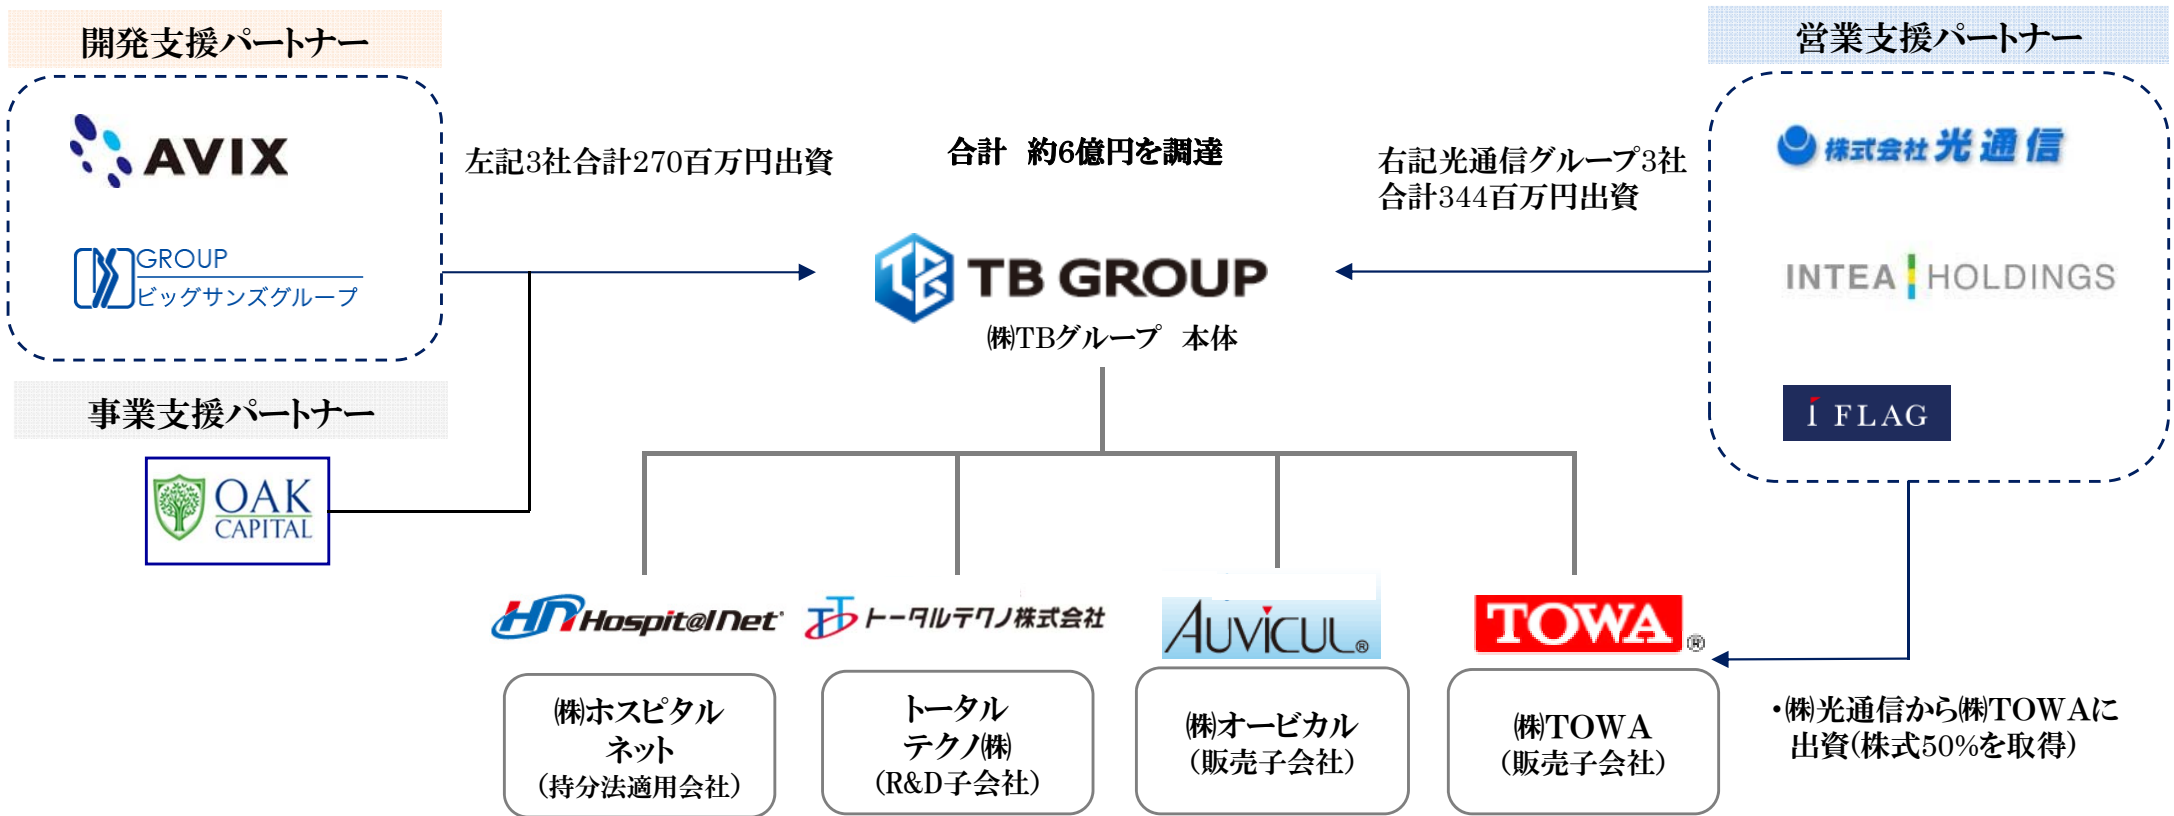 開発支援パートナー
AVIX
GROUP
ビッグサンズグループ
事業支援パートナー
OAK
CAPITAL
左記3社合計270百万円出資
合計　約6億円を調達
TB GROUP
㈱TBグループ　本体
右記光通信グループ3社
合計344百万円出資
営業支援パートナー
株式会社光通信
INTEA HOLDINGS
i FLAG
HN Hospit@lNet
㈱ホスピタル
ネット
（持分法適用会社）
トータルテクノ株式会社
トータル
テクノ㈱
（R&D子会社）
AUVICUL®
㈱オービカル
（販売子会社）
TOWA®
㈱TOWA
（販売子会社）
・㈱光通信から㈱TOWAに
出資(株式50%を取得)